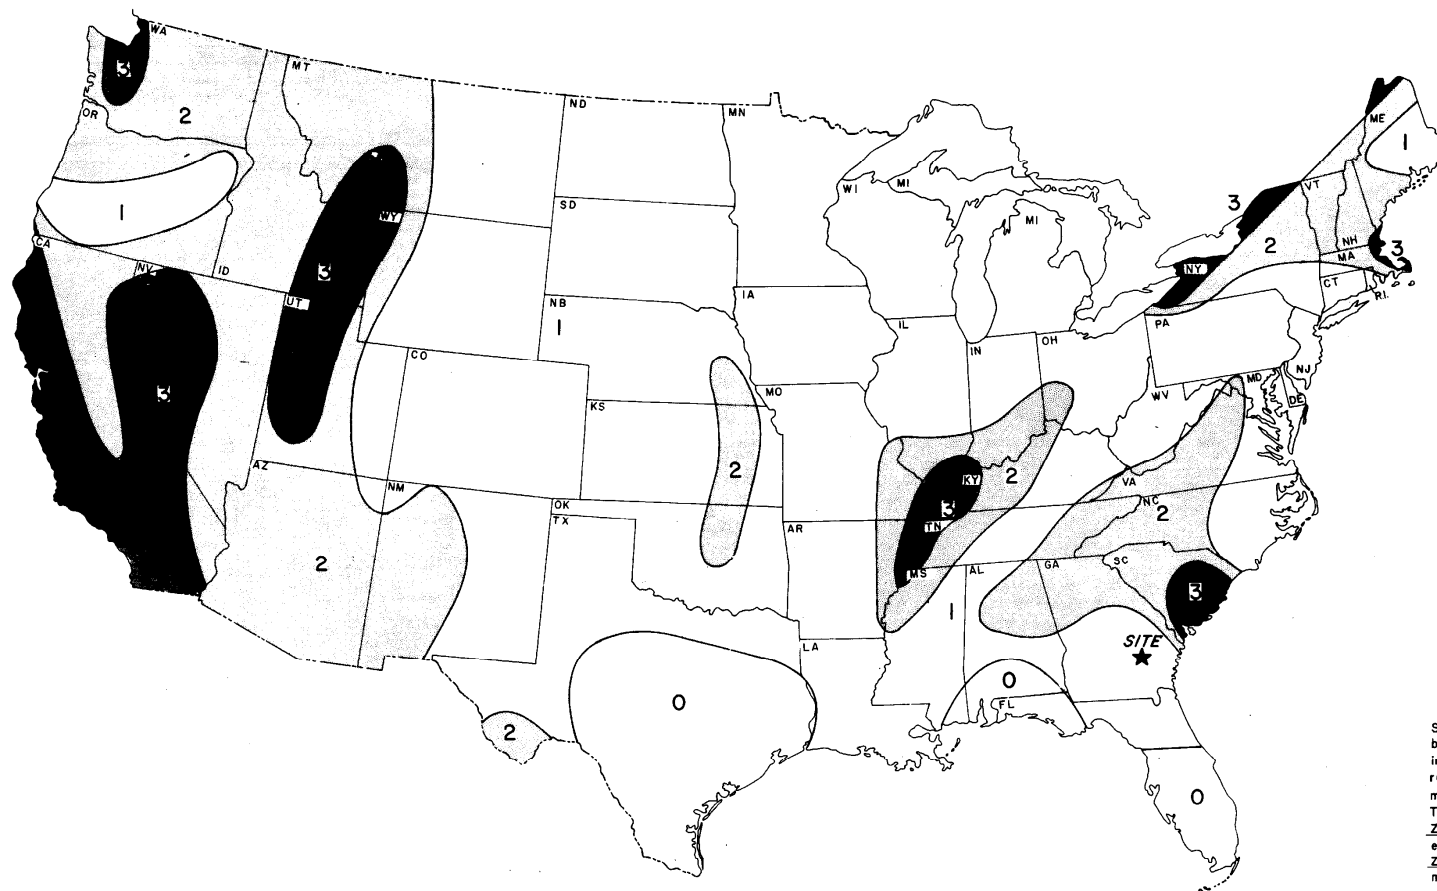 WA
3
MT
2
OR
ND
MN
ME
1
WI
MI
MI
VT
3
SD
WY
1
2
NH
3
MA
CA
NV
ID
3
NY
CT
UT
IA
NB
R.I.
1
IL
PA
OH
IN
CO
NJ
MD
3
KS
MO
WV
DE
AZ
2
KY
2
VA
NM
OK
3
NC
2
TX
AR
TN
2
MS
AL
GA
SC
3
1
SITE
LA
0
0
FL
2
0